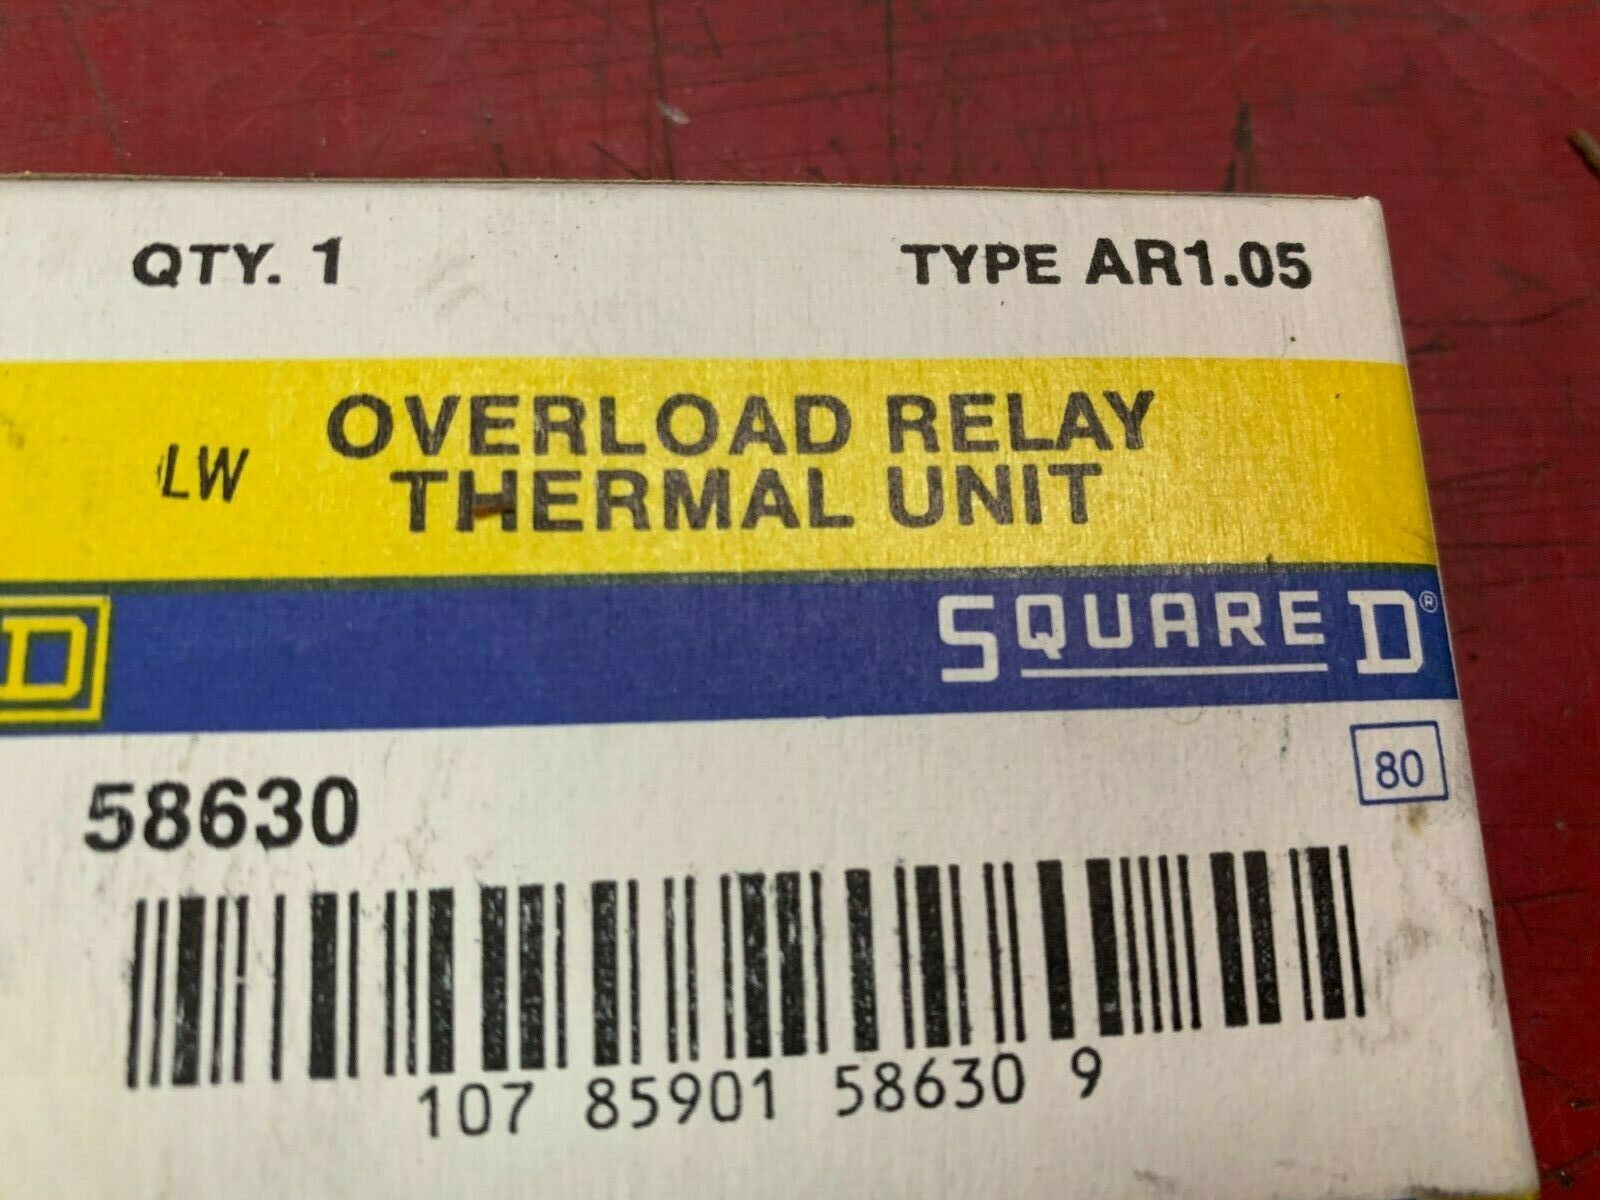 QTY. 1
TYPE AR1.05
LW
OVERLOAD RELAY
THERMAL UNIT
D
SQUARE D®
80
58630
107 85901 58630 9